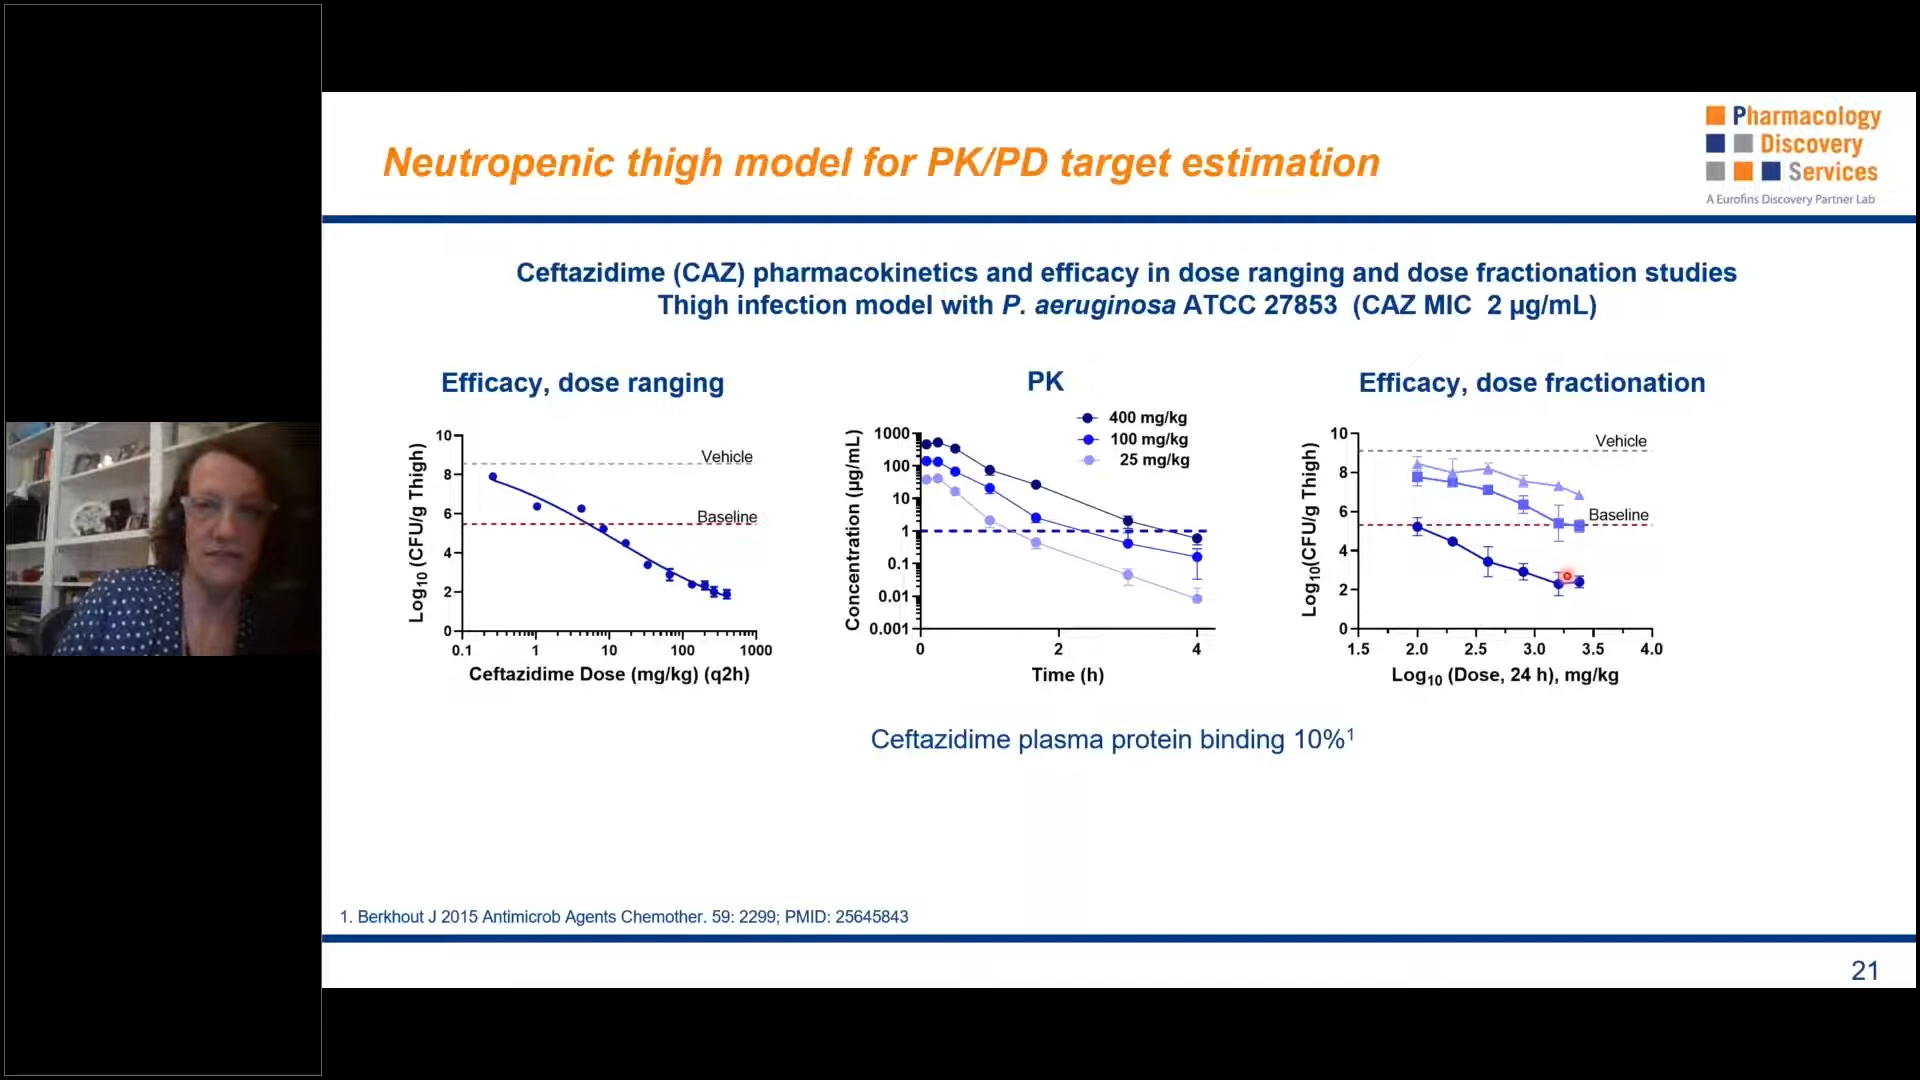 Pharmacology
Discovery
Services
A Eurofins Discovery Partner Lab
Neutropenic thigh model for PK/PD target estimation
Ceftazidime (CAZ) pharmacokinetics and efficacy in dose ranging and dose fractionation studies
Thigh infection model with P. aeruginosa ATCC 27853 (CAZ MIC 2 µg/mL)
Efficacy, dose ranging
Log10 (CFU/g Thigh)
10
8
6
4
2
0
Vehicle
Baseline
0.1 1 10 100 1000
Ceftazidime Dose (mg/kg) (q2h)
PK
400 mg/kg
100 mg/kg
25 mg/kg
Concentration (µg/mL)
1000
100
10
1
0.1
0.01
0.001
0 2 4
Time (h)
Efficacy, dose fractionation
Log10(CFU/g Thigh)
10
8
6
4
2
0
Vehicle
Baseline
1.5 2.0 2.5 3.0 3.5 4.0
Log10 (Dose, 24 h), mg/kg
Ceftazidime plasma protein binding 10%1
1. Berkhout J 2015 Antimicrob Agents Chemother. 59: 2299; PMID: 25645843
21